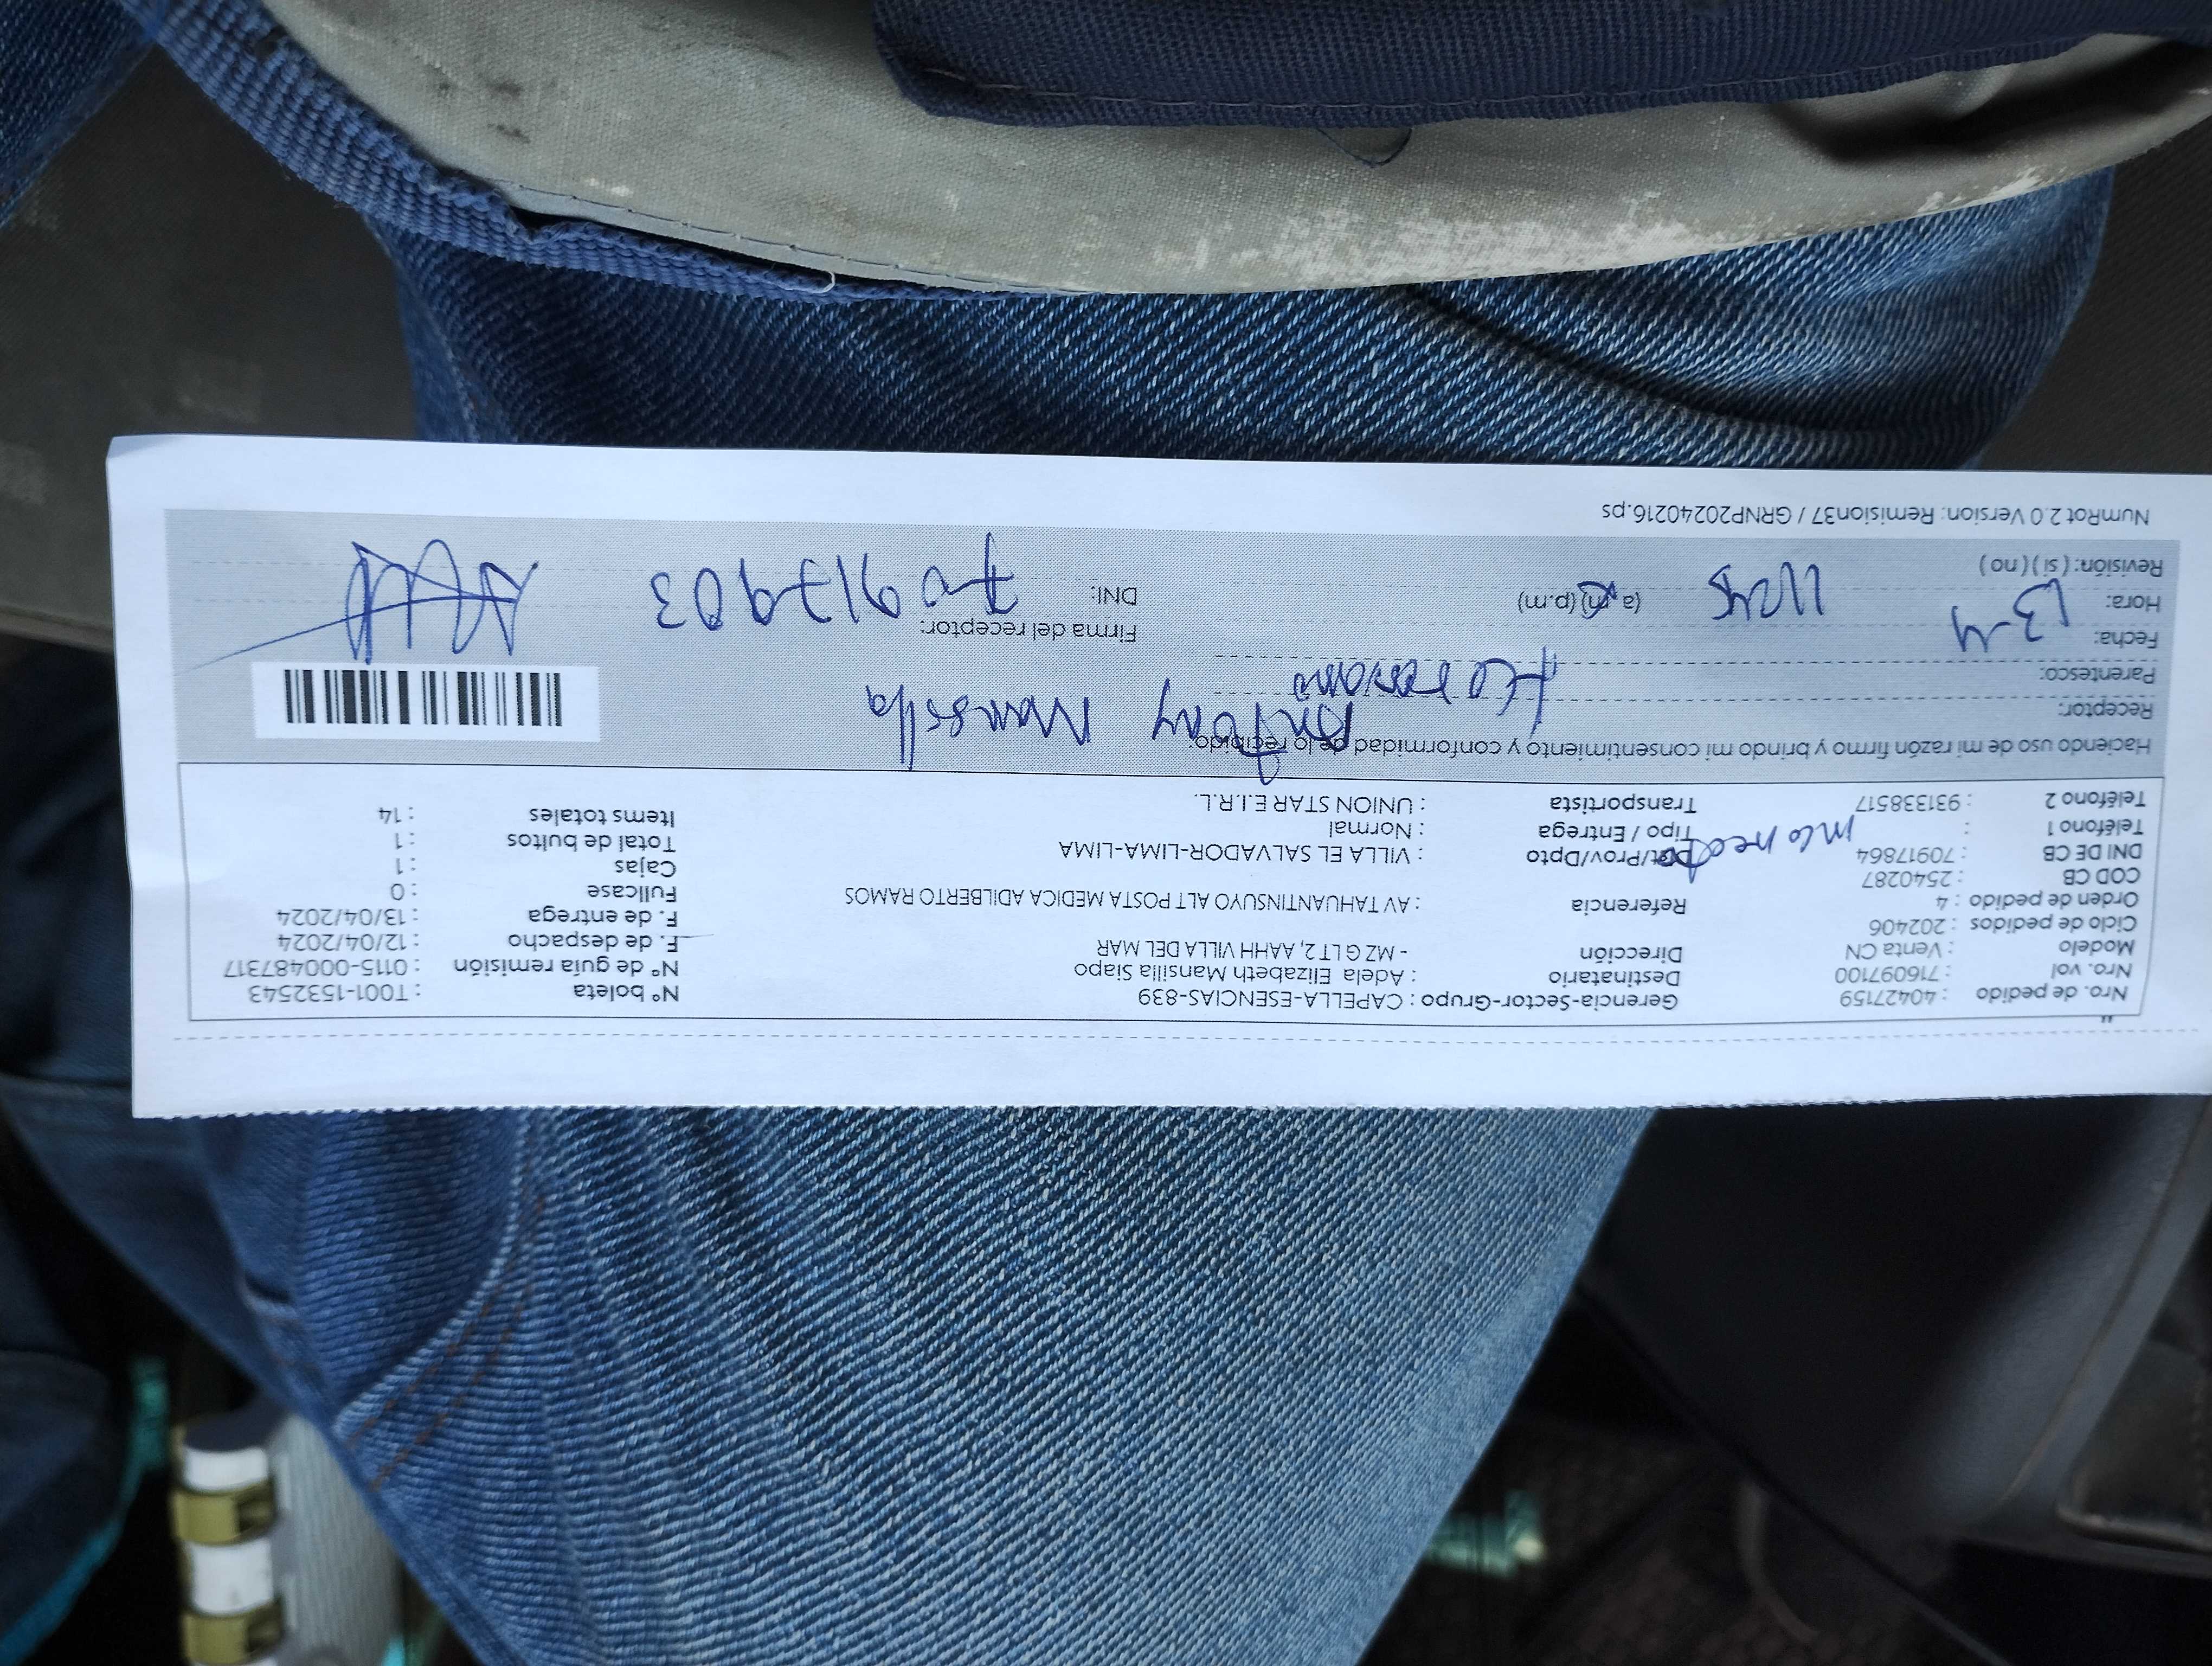 Nro. de pedido : 40427159 Gerencia-Sector-Grupo : CAPELLA-ESENCIAS-839 N° boleta : T001-1532543
Nro. vol : 716097100 Destinatario : Adela Elizabeth Mansilla Siapo N° de guía remisión : 0115-000487317
Modelo : Venta CN Dirección - MZ G LT 2, AAHH VILLA DEL MAR F. de despacho : 12/04/2024
Ciclo de pedidos : 202406 F. de entrega : 13/04/2024
Orden de pedido : 4 Referencia : AV TAHUANTINSUYO ALT POSTA MEDICA ADILBERTO RAMOS Fullcase : 0
COD CB : 2540287 Cajas : 1
DNI DE CB : 70917864 Dist/Prov/Dpto : VILLA EL SALVADOR-LIMA-LIMA Total de bultos : 1
Teléfono 1 : Tipo / Entrega : Normal Items totales : 14
Teléfono 2 : 931338517 Transportista : UNION STAR E.I.R.L.
Haciendo uso de mi razón firmo y brindo mi consentimiento y conformidad de lo recibido:
Receptor: Antony Mansilla
Parentesco:
Fecha: 13-4 Firma del receptor:
Hora: 11:45 (a.m) (p.m) DNI: 70917903
Revisión: ( si ) ( no )
NumRot 2.0 Version: Remision37 / GRNP20240216.ps